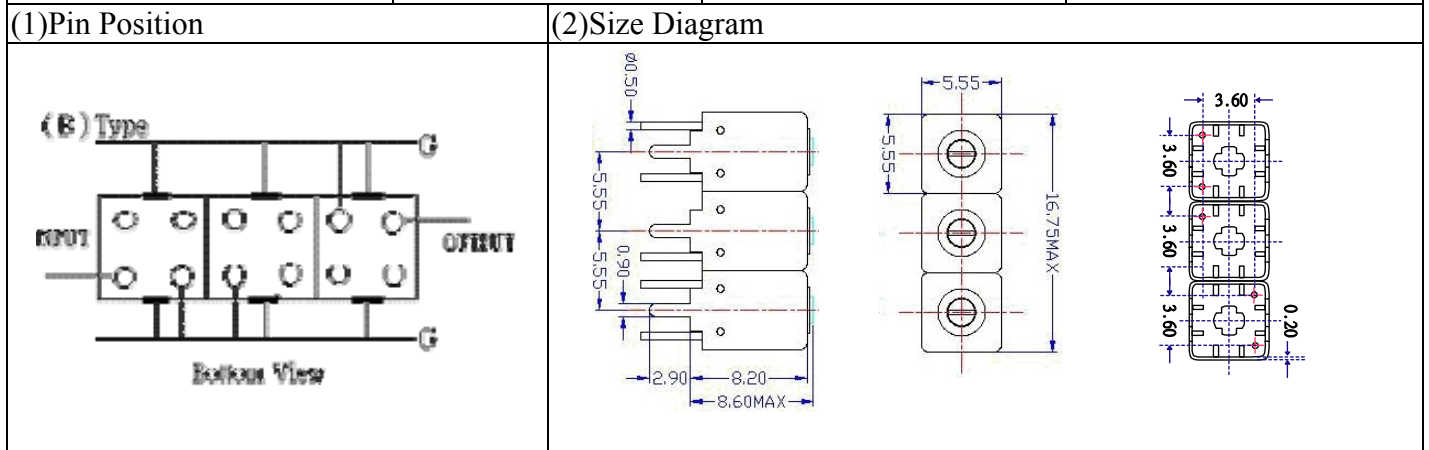 (1)Pin Position
(2)Size Diagram
(B) Type
G
INPUT
OUTPUT
G
Bottom View
Ø0.50
5.55
5.55
0.90
2.90
8.20
8.60MAX
5.55
5.55
16.75MAX
3.60
3.60
3.60
3.60
0.20